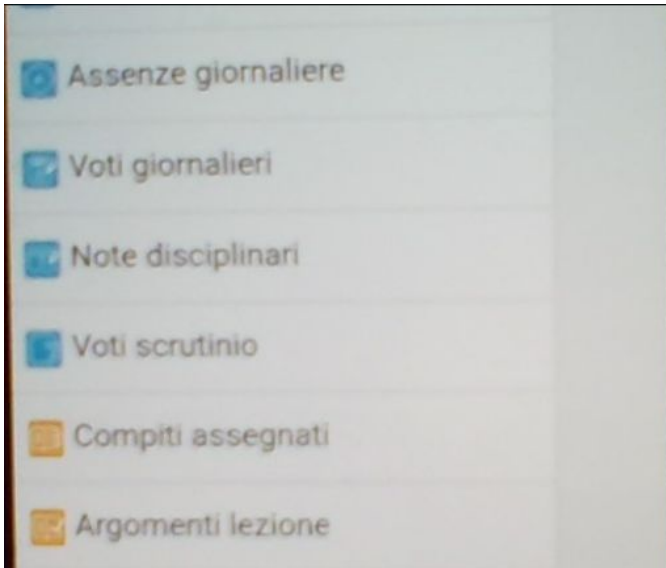 Assenze giornaliere
Voti giornalieri
Note disciplinari
Voti scrutinio
Compiti assegnati
Argomenti lezione